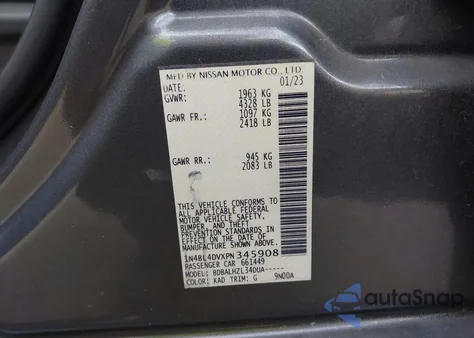 MFD BY NISSAN MOTOR CO., LTD.
DATE: 01/23
GVWR: 1963 KG
4328 LB
GAWR FR.: 1097 KG
2418 LB
GAWR RR.: 945 KG
2083 LB
THIS VEHICLE CONFORMS TO
ALL APPLICABLE FEDERAL
MOTOR VEHICLE SAFETY,
BUMPER, AND THEFT
PREVENTION STANDARDS IN
EFFECT ON THE DATE OF
MANUFACTURE SHOWN ABOVE.
1N4BL4DVXPN345908
PASSENGER CAR 661449
MODEL: BDBALHZL34DUA-----
COLOR: KAD TRIM: G 9N00A
autoSnap